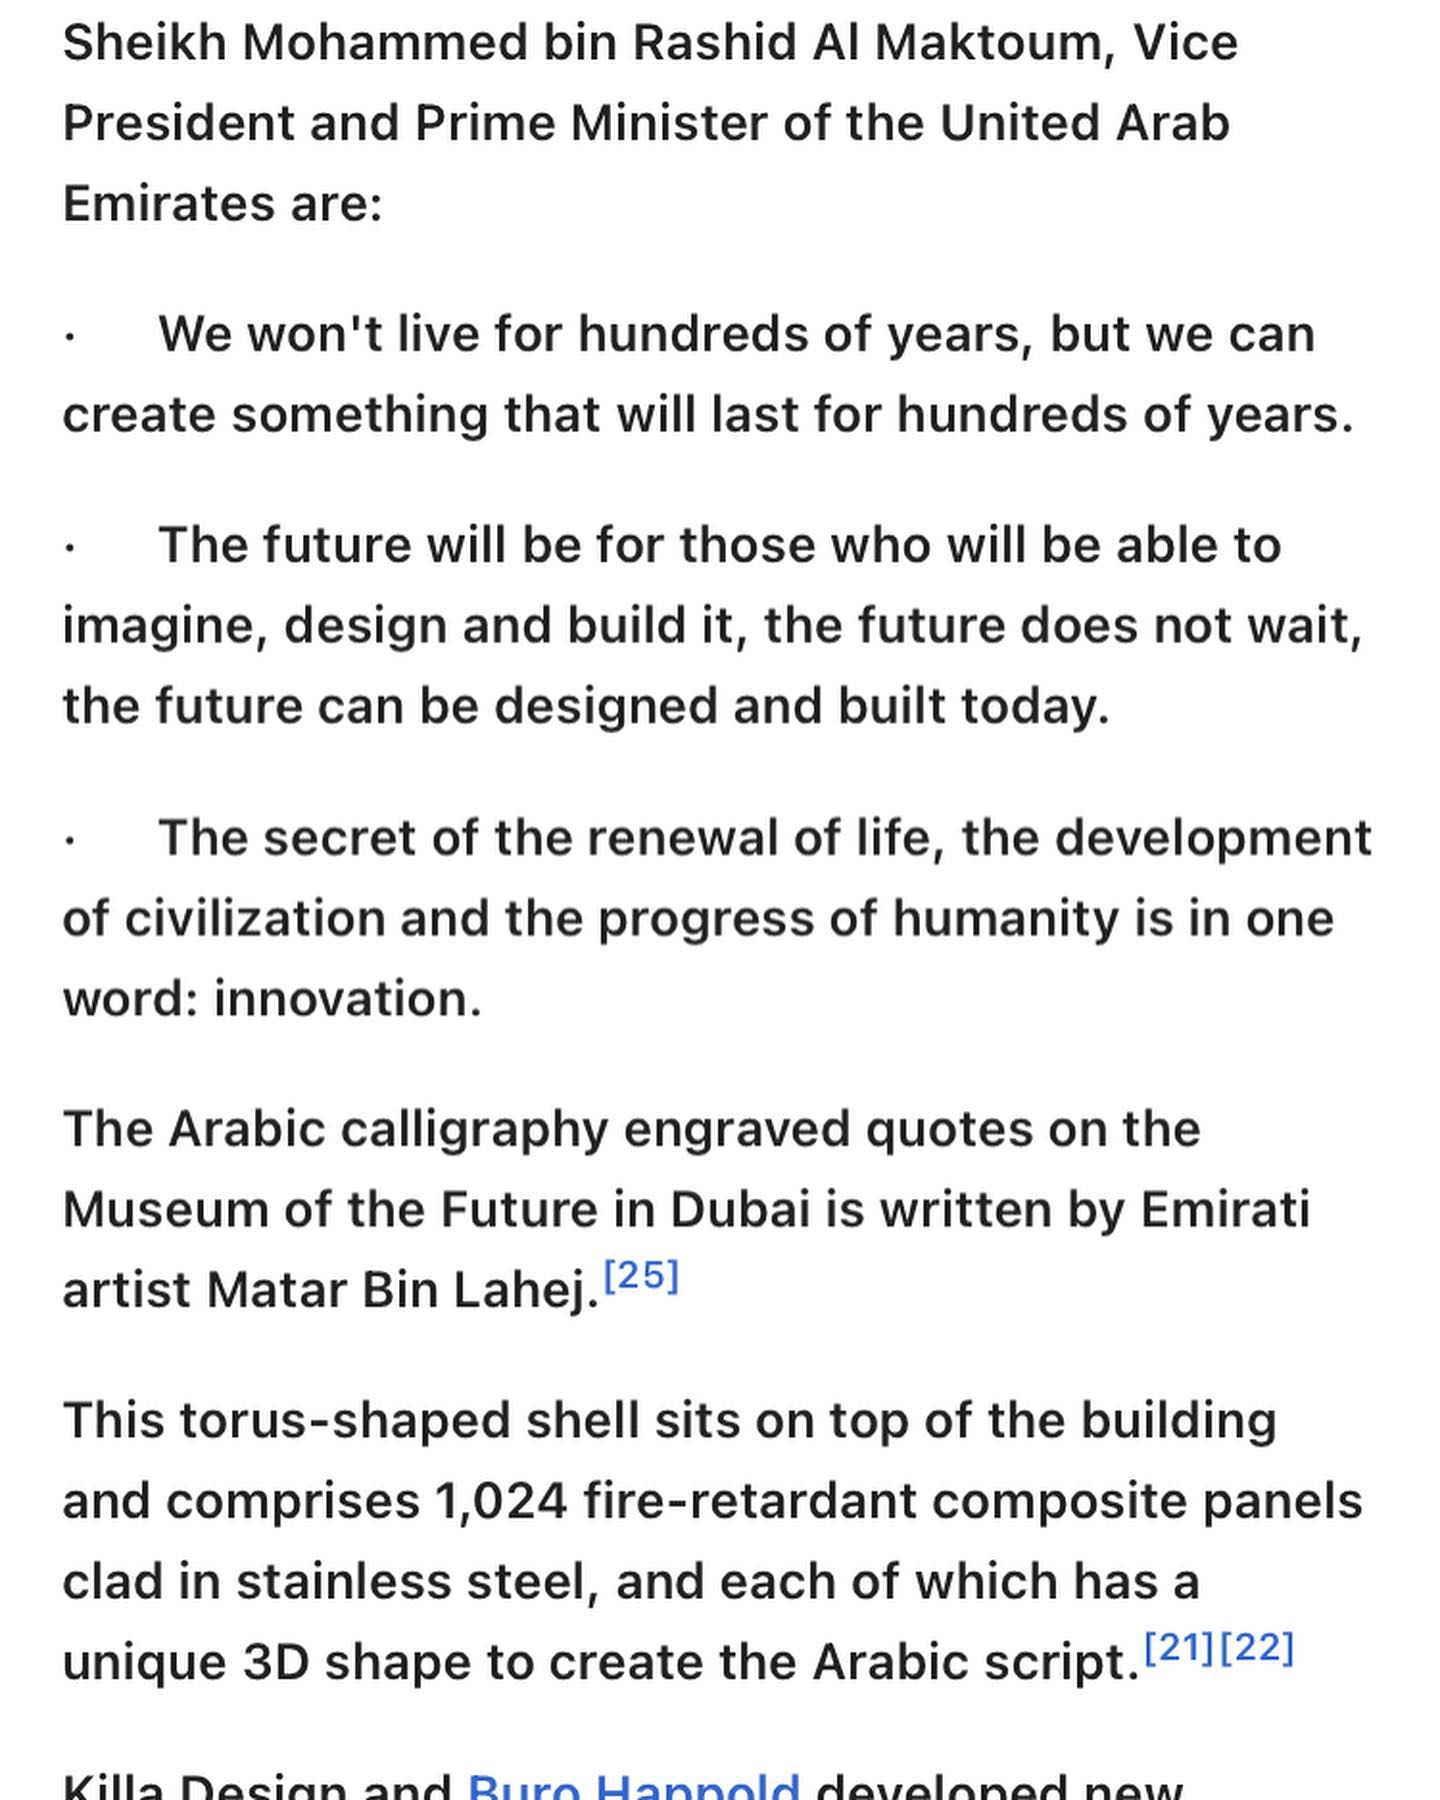 Sheikh Mohammed bin Rashid Al Maktoum, Vice
President and Prime Minister of the United Arab
Emirates are:
· We won't live for hundreds of years, but we can
create something that will last for hundreds of years.
· The future will be for those who will be able to
imagine, design and build it, the future does not wait,
the future can be designed and built today.
· The secret of the renewal of life, the development
of civilization and the progress of humanity is in one
word: innovation.
The Arabic calligraphy engraved quotes on the
Museum of the Future in Dubai is written by Emirati
artist Matar Bin Lahej.[25]
This torus-shaped shell sits on top of the building
and comprises 1,024 fire-retardant composite panels
clad in stainless steel, and each of which has a
unique 3D shape to create the Arabic script.[21][22]
Killa Design and Buro Happold developed new